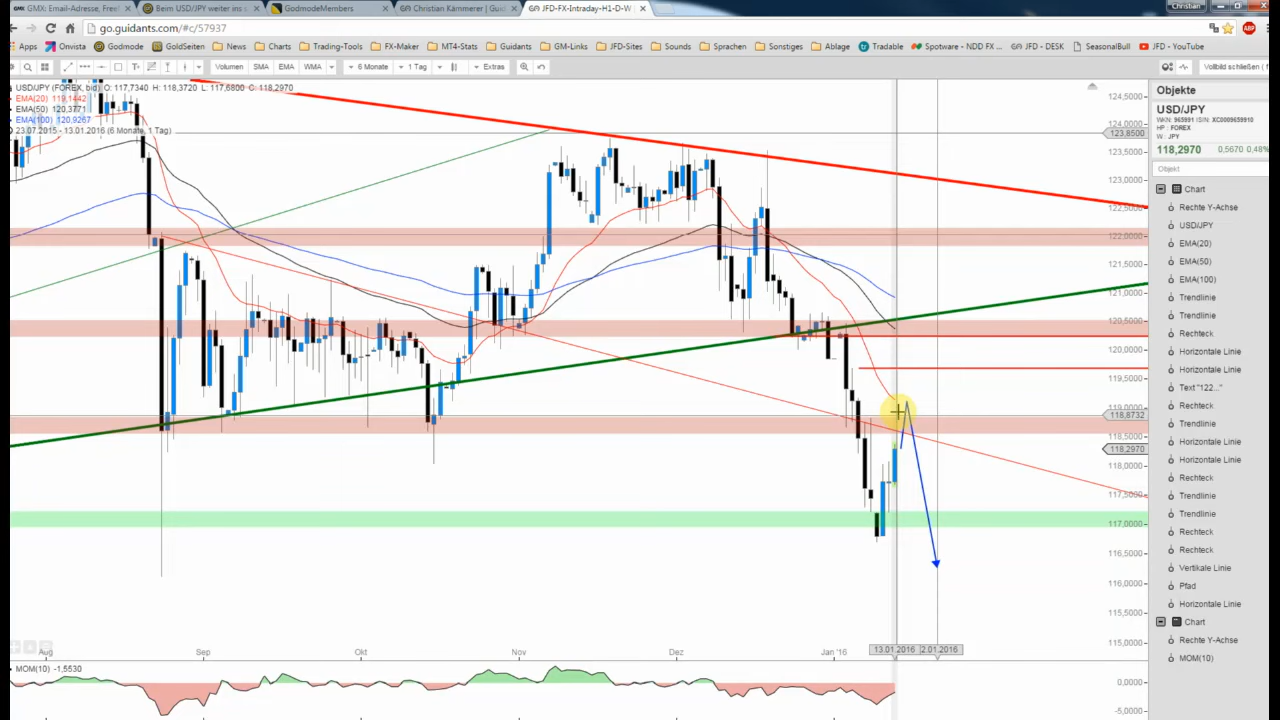 GMX: Email-Adresse, FreeM
Beim USD/JPY weiter ins s
GodmodeMembers
Christian Kämmerer | Guid
JFD-FX-Intraday-H1-D-W
Christian
go.guidants.com/#c/57937
Apps
Onvista
Godmode
GoldSeiten
News
Charts
Trading-Tools
FX-Maker
MT4-Stats
Guidants
GM-Links
JFD-Sites
Sounds
Sprachen
Sonstiges
Ablage
Tradable
Spotware - NDD FX ...
JFD - DESK
SeasonalBull
JFD - YouTube
Volumen
SMA
EMA
WMA
6 Monate
1 Tag
Extras
Vollbild schließen (
USD/JPY (FOREX, bid) O: 117,7340 H: 118,3720 L: 117,6800 C: 118,2970
EMA(20) 119,1442
EMA(50) 120,3771
EMA(100) 120,9267
23.07.2015 - 13.01.2016 (6 Monate, 1 Tag)
124,5000
124,0000
123,8500
123,5000
123,0000
122,5000
122,0000
121,5000
121,0000
120,5000
120,0000
119,5000
119,0000
118,8732
118,5000
118,2970
118,0000
117,5000
117,0000
116,5000
116,0000
115,5000
115,0000
Aug
Sep
Okt
Nov
Dez
Jan '16
13.01.2016
2.01.2016
MOM(10) -1,5530
0,0000
-5,0000
Objekte
USD/JPY
WKN: 965991 ISIN: XC0009659910
HP : FOREX
W : JPY
118,2970 0,5670 0,48%
Objekt
Chart
Rechte Y-Achse
USD/JPY
EMA(20)
EMA(50)
EMA(100)
Trendlinie
Trendlinie
Rechteck
Horizontale Linie
Horizontale Linie
Text "122..."
Rechteck
Trendlinie
Horizontale Linie
Horizontale Linie
Rechteck
Trendlinie
Trendlinie
Rechteck
Rechteck
Vertikale Linie
Pfad
Horizontale Linie
Chart
Rechte Y-Achse
MOM(10)